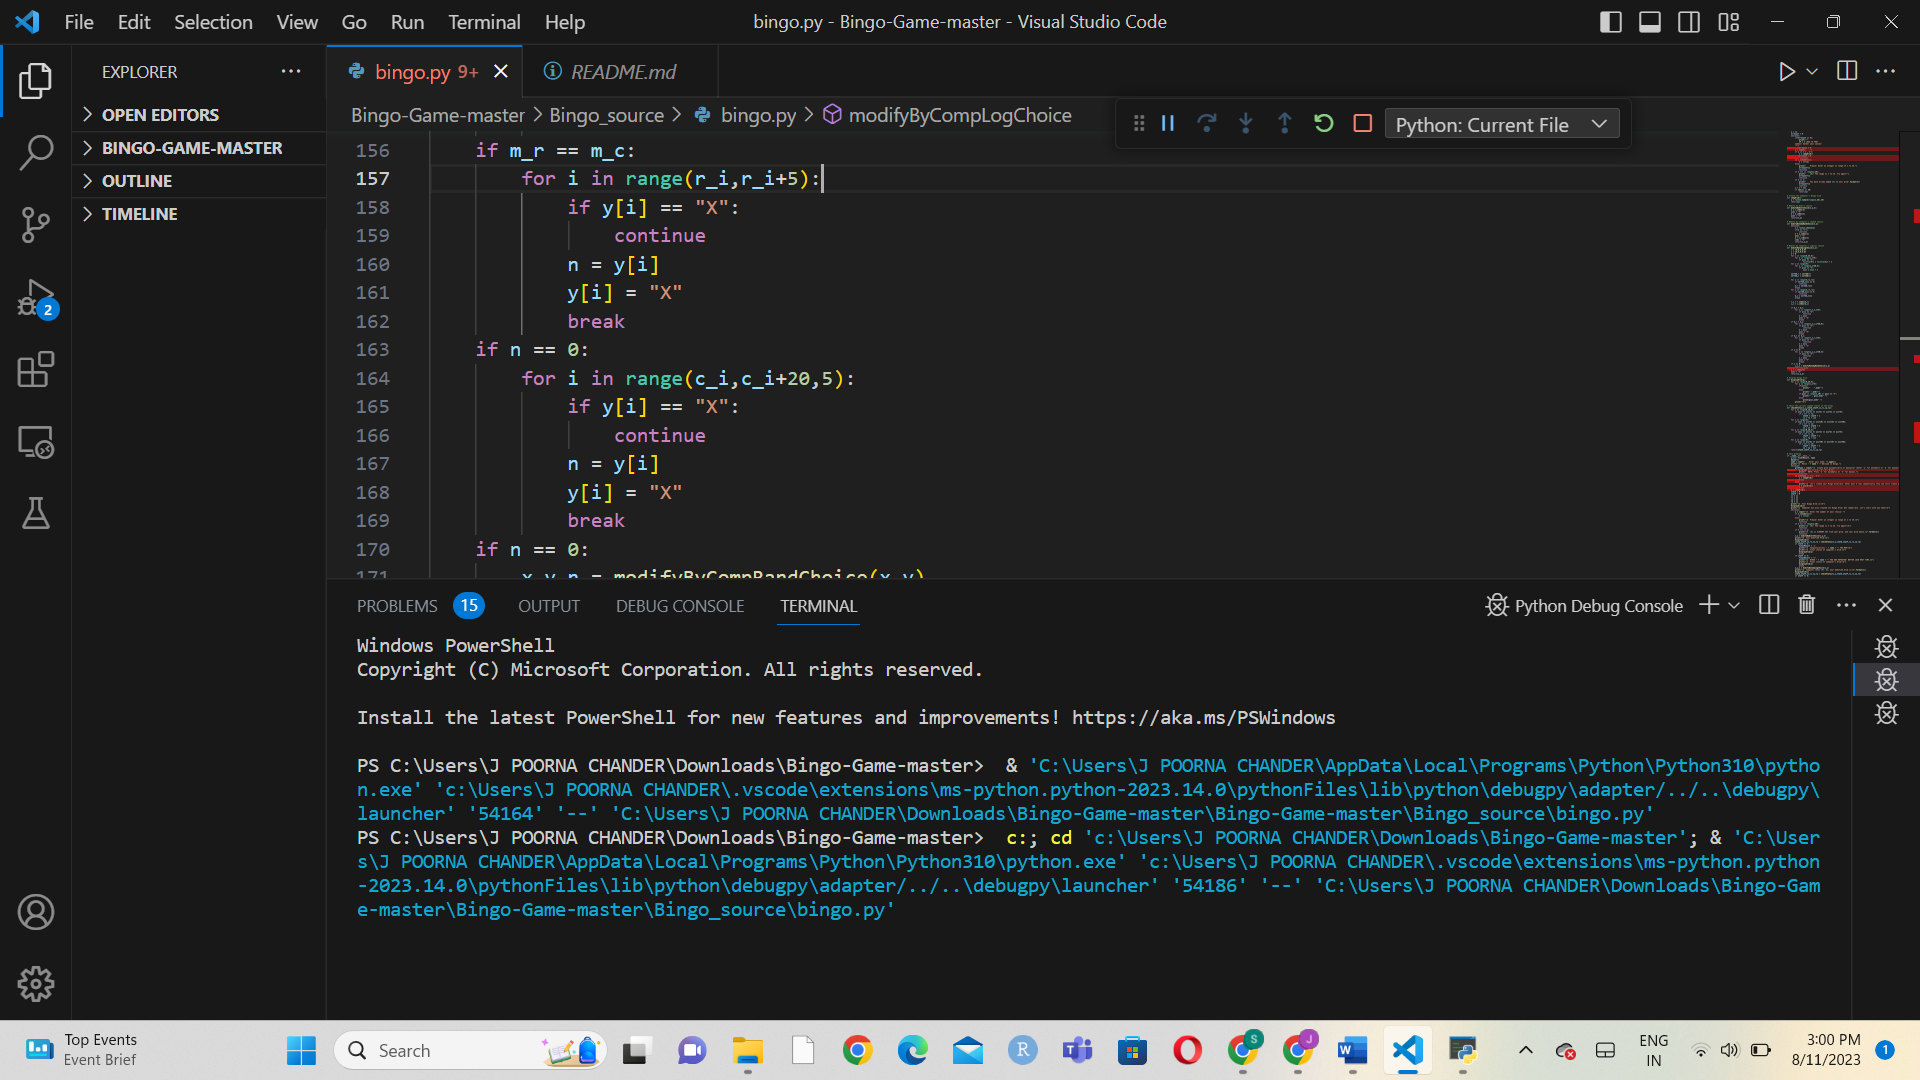 File Edit Selection View Go Run Terminal Help
bingo.py - Bingo-Game-master - Visual Studio Code
EXPLORER
bingo.py 9+
README.md
OPEN EDITORS
BINGO-GAME-MASTER
OUTLINE
TIMELINE
2
Bingo-Game-master > Bingo_source > bingo.py > modifyByCompLogChoice
Python: Current File
156 if m_r == m_c:
157 for i in range(r_i,r_i+5):
158 if y[i] == "X":
159 continue
160 n = y[i]
161 y[i] = "X"
162 break
163 if n == 0:
164 for i in range(c_i,c_i+20,5):
165 if y[i] == "X":
166 continue
167 n = y[i]
168 y[i] = "X"
169 break
170 if n == 0:
171 x,y,n = modifyByCompRandChoice(x,y)
PROBLEMS 15 OUTPUT DEBUG CONSOLE TERMINAL
Python Debug Console
Windows PowerShell
Copyright (C) Microsoft Corporation. All rights reserved.
Install the latest PowerShell for new features and improvements! https://aka.ms/PSWindows
PS C:\Users\J POORNA CHANDER\Downloads\Bingo-Game-master>  & 'C:\Users\J POORNA CHANDER\AppData\Local\Programs\Python\Python310\pytho
n.exe' 'c:\Users\J POORNA CHANDER\.vscode\extensions\ms-python.python-2023.14.0\pythonFiles\lib\python\debugpy\adapter/../..\debugpy\
launcher' '54164' '--' 'C:\Users\J POORNA CHANDER\Downloads\Bingo-Game-master\Bingo-Game-master\Bingo_source\bingo.py'
PS C:\Users\J POORNA CHANDER\Downloads\Bingo-Game-master>  c:; cd 'c:\Users\J POORNA CHANDER\Downloads\Bingo-Game-master'; & 'C:\User
s\J POORNA CHANDER\AppData\Local\Programs\Python\Python310\python.exe' 'c:\Users\J POORNA CHANDER\.vscode\extensions\ms-python.python
-2023.14.0\pythonFiles\lib\python\debugpy\adapter/../..\debugpy\launcher' '54186' '--' 'C:\Users\J POORNA CHANDER\Downloads\Bingo-Gam
e-master\Bingo-Game-master\Bingo_source\bingo.py'
Top Events
Event Brief
Search
S
J
ENG
IN
3:00 PM
8/11/2023
1